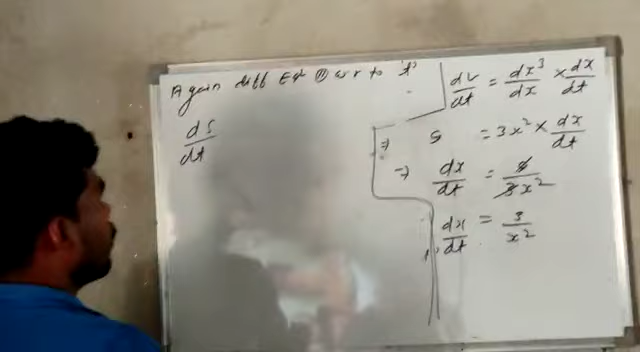 Again diff Eq (ii) w r to 't'
dS/dt
dV/dt = dx³/dx × dx/dt
⇒ 9 = 3x² × dx/dt
⇒ dx/dt = 9/3x²
dx/dt = 3/x²